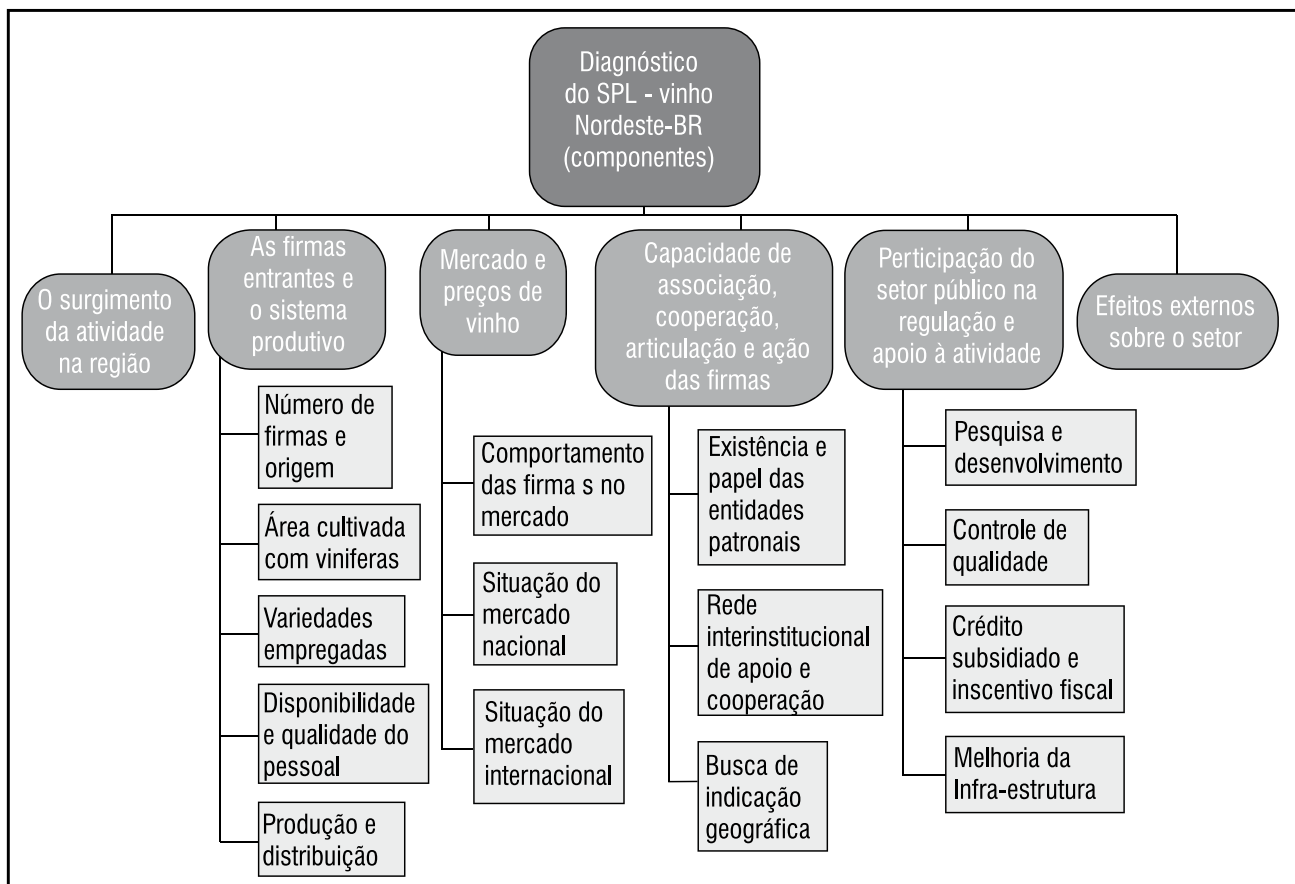 Diagnóstico
do SPL - vinho
Nordeste-BR
(componentes)
O surgimento
da atividade
na região
As firmas
entrantes e
o sistema
produtivo
Número de
firmas e
origem
Área cultivada
com viniferas
Variedades
empregadas
Disponibilidade
e qualidade do
pessoal
Produção e
distribuição
Mercado e
preços de
vinho
Comportamento
das firma s no
mercado
Situação do
mercado
nacional
Situação do
mercado
internacional
Capacidade de
associação,
cooperação,
articulação e ação
das firmas
Existência e
papel das
entidades
patronais
Rede
interinstitucional
de apoio e
cooperação
Busca de
indicação
geográfica
Perticipação do
setor público na
regulação e
apoio à atividade
Pesquisa e
desenvolvimento
Controle de
qualidade
Crédito
subsidiado e
inscentivo fiscal
Melhoria da
Infra-estrutura
Efeitos externos
sobre o setor